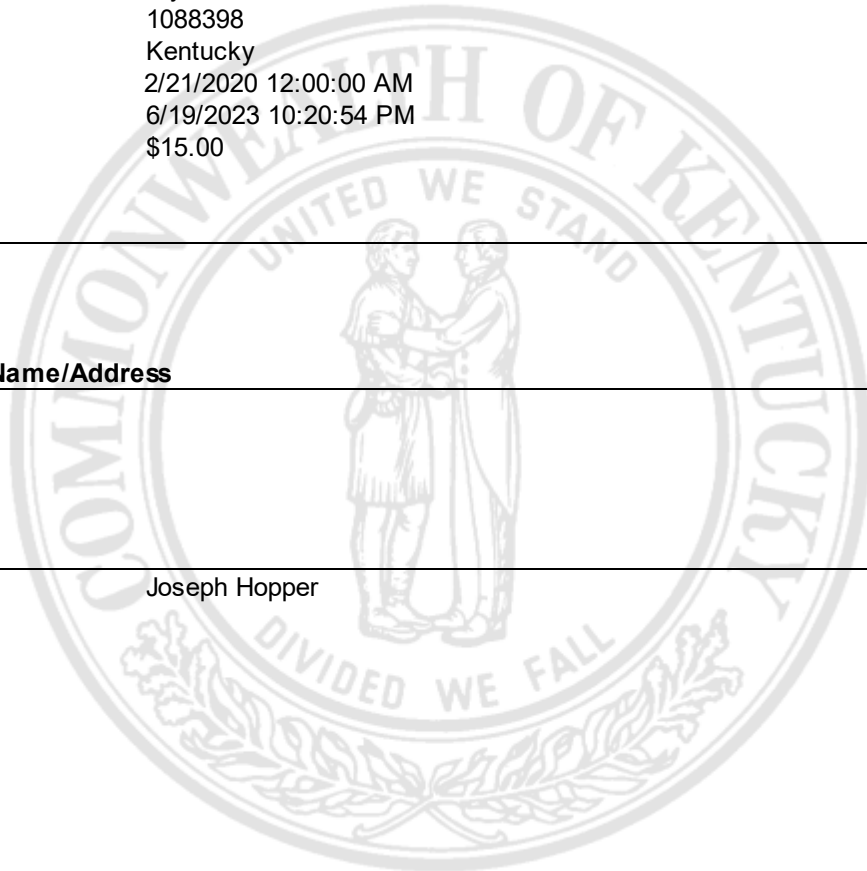 1088398
Kentucky
2/21/2020 12:00:00 AM
6/19/2023 10:20:54 PM
$15.00
COMMONWEALTH OF KENTUCKY
UNITED WE STAND
Name/Address
Joseph Hopper
DIVIDED WE FALL